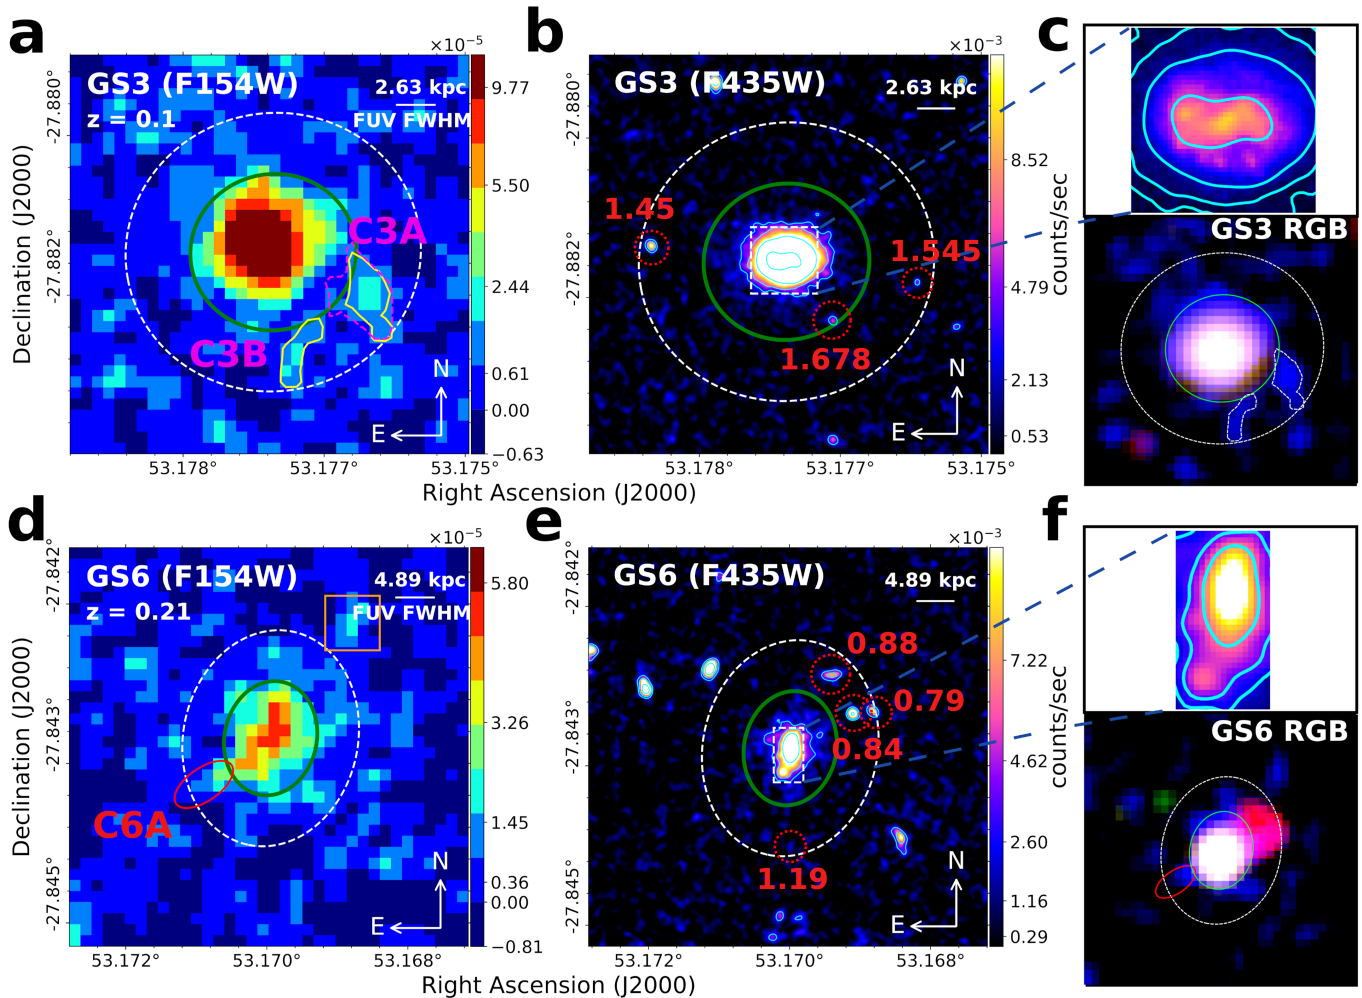 a
×10⁻⁵
GS3 (F154W)
z = 0.1
2.63 kpc
FUV FWHM
C3A
C3B
N
E
−27.880°
−27.882°
Declination (J2000)
9.77
5.50
2.44
0.61
0.00
−0.63
53.178°
53.177°
53.175°
b
×10⁻³
GS3 (F435W)
2.63 kpc
1.45
1.545
1.678
N
E
−27.880°
−27.882°
8.52
4.79
2.13
0.53
counts/sec
53.178°
53.177°
53.175°
Right Ascension (J2000)
c
GS3 RGB
d
×10⁻⁵
GS6 (F154W)
z = 0.21
4.89 kpc
FUV FWHM
C6A
N
E
−27.842°
−27.843°
−27.845°
Declination (J2000)
5.80
3.26
1.45
0.36
0.00
−0.81
53.172°
53.170°
53.168°
e
×10⁻³
GS6 (F435W)
4.89 kpc
0.88
0.79
0.84
1.19
N
E
−27.842°
−27.843°
−27.845°
7.22
4.62
2.60
1.16
0.29
counts/sec
53.172°
53.170°
53.168°
Right Ascension (J2000)
f
GS6 RGB